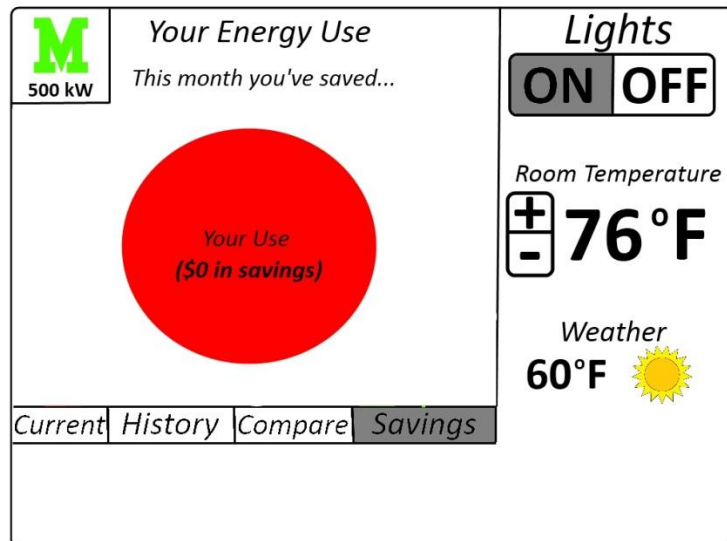 M
500 kW
Your Energy Use
This month you've saved...
Your Use
($0 in savings)
Current History Compare Savings
Lights
ON OFF
Room Temperature
+
-
76°F
Weather
60°F